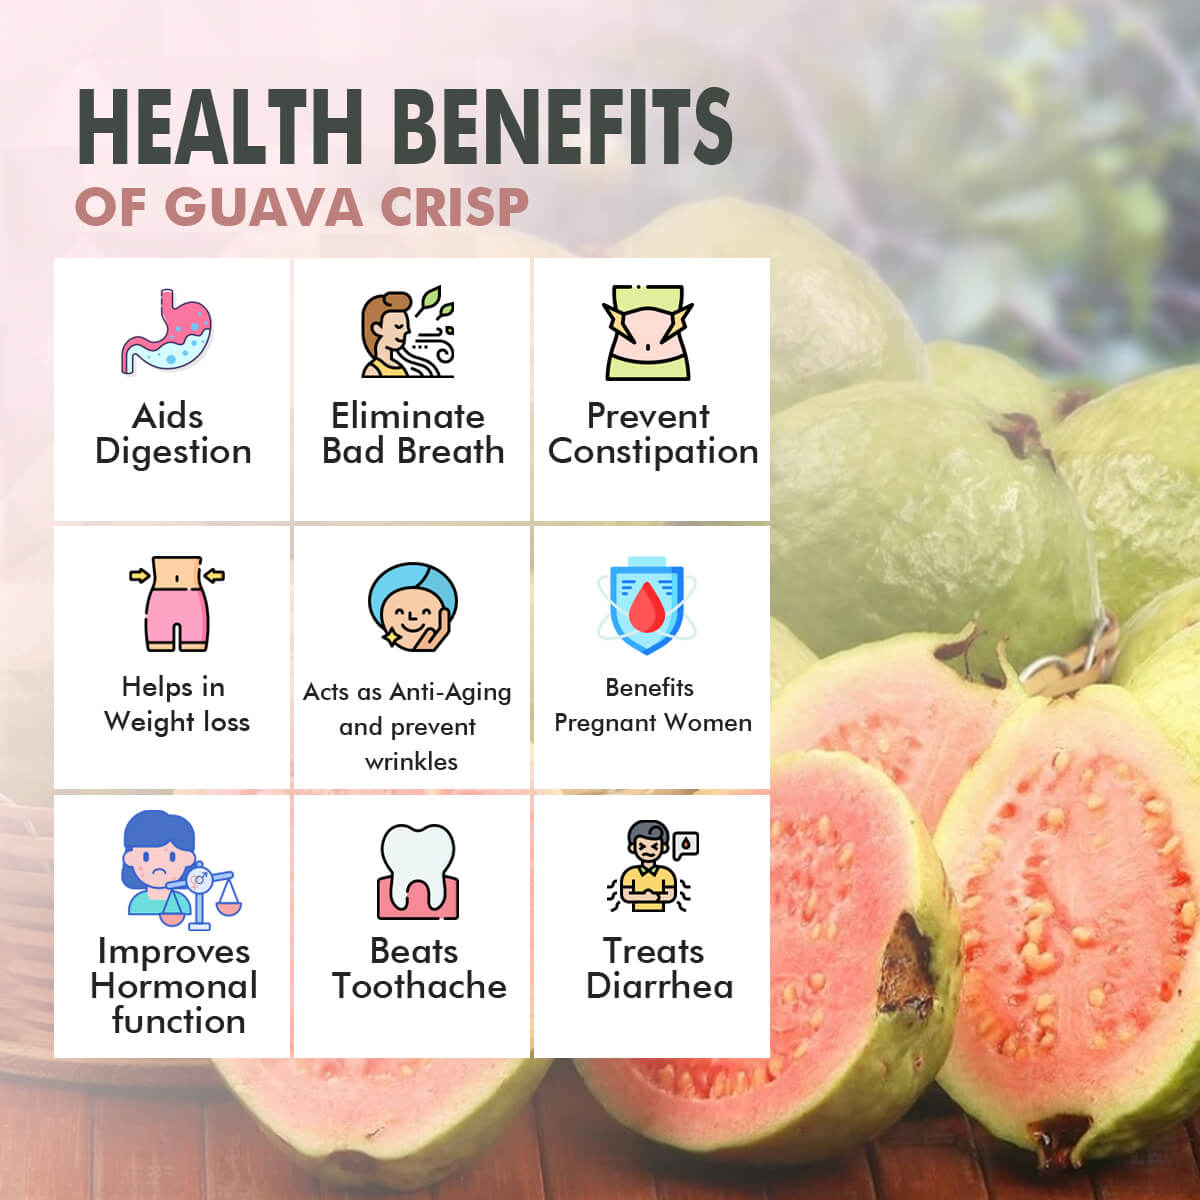 HEALTH BENEFITS
OF GUAVA CRISP
Aids
Digestion
Eliminate
Bad Breath
Prevent
Constipation
Helps in
Weight loss
Acts as Anti-Aging
and prevent
wrinkles
Benefits
Pregnant Women
Improves
Hormonal
function
Beats
Toothache
Treats
Diarrhea